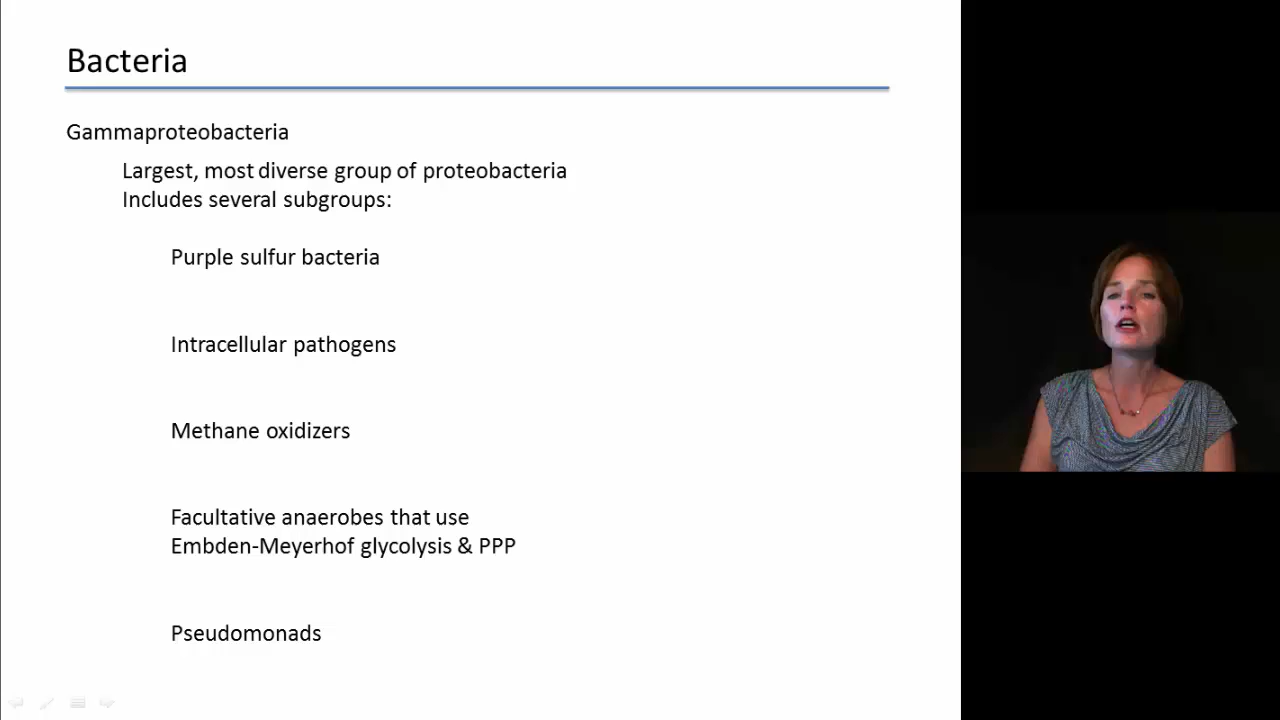 Bacteria
Gammaproteobacteria
Largest, most diverse group of proteobacteria
Includes several subgroups:
Purple sulfur bacteria
Intracellular pathogens
Methane oxidizers
Facultative anaerobes that use
Embden-Meyerhof glycolysis & PPP
Pseudomonads